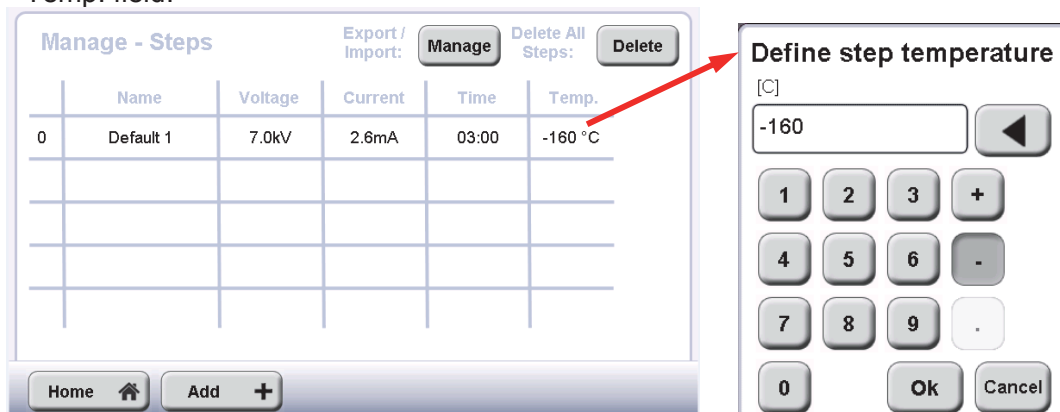 Temp. field.
Manage - Steps
Export / Import:
Manage
Delete All Steps:
Delete
Name Voltage Current Time Temp.
0 Default 1 7.0kV 2.6mA 03:00 -160 °C
Home
Add +
Define step temperature
[C]
-160
1 2 3 +
4 5 6 -
7 8 9 .
0 Ok Cancel